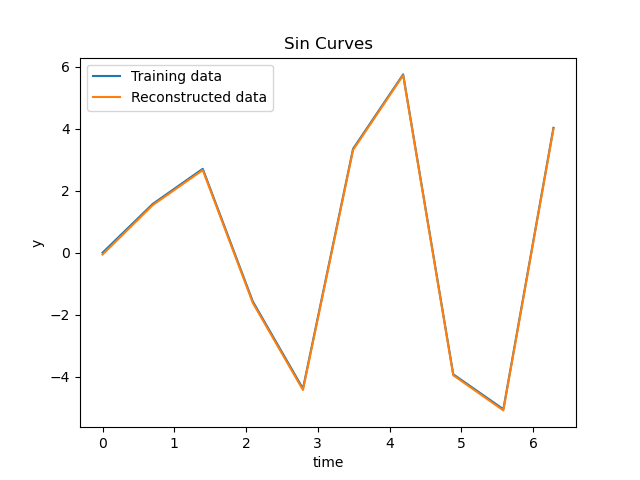 Sin Curves
Training data
Reconstructed data
6
4
2
0
−2
−4
y
0 1 2 3 4 5 6
time